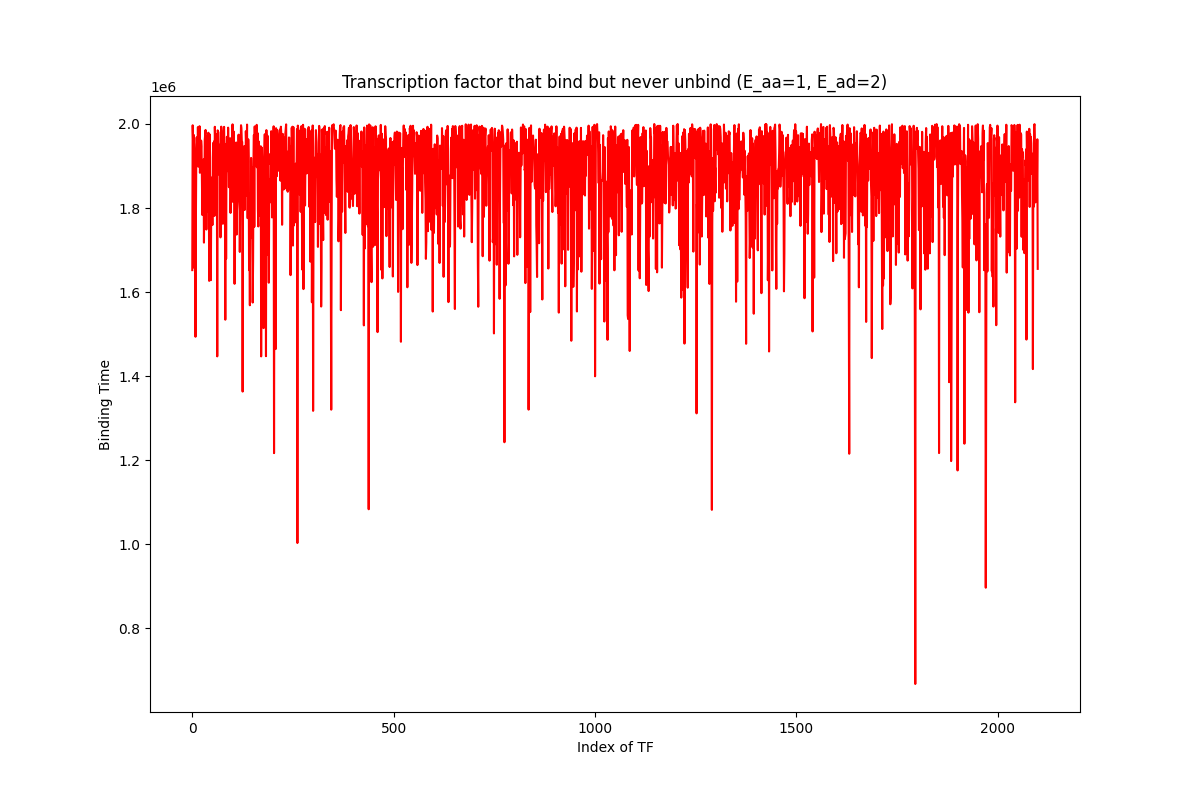 Transcription factor that bind but never unbind (E_aa=1, E_ad=2)
1e6
2.0
1.8
1.6
1.4
1.2
1.0
0.8
Binding Time
0 500 1000 1500 2000
Index of TF